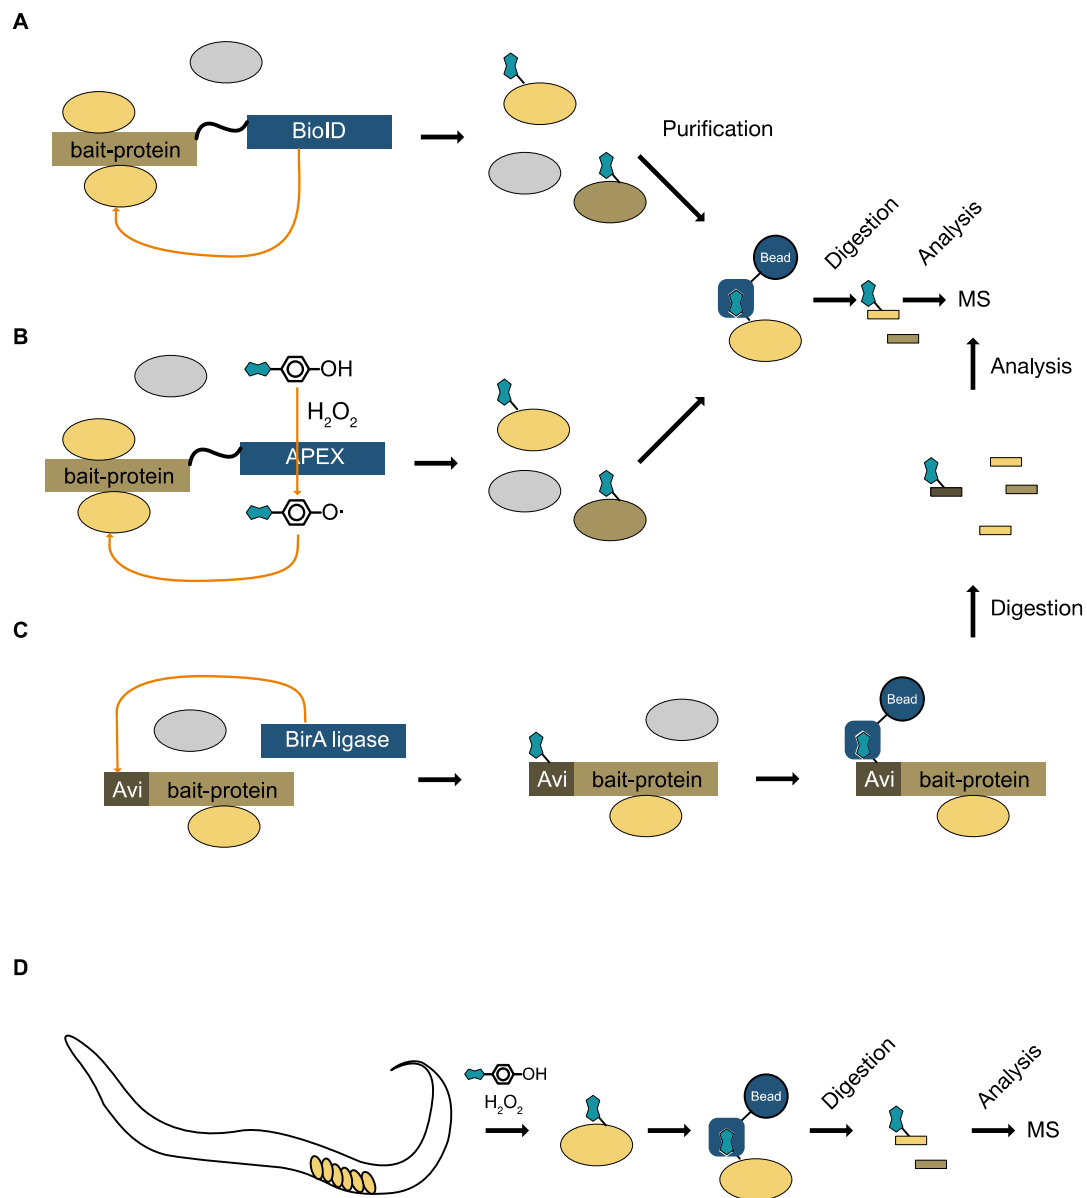 A
bait-protein
BioID
Purification
Bead
Digestion
Analysis
MS
B
OH
H₂O₂
bait-protein
APEX
O·
Analysis
Digestion
C
BirA ligase
Avi
bait-protein
Avi
bait-protein
Bead
Avi
bait-protein
D
OH
H₂O₂
Bead
Digestion
Analysis
MS